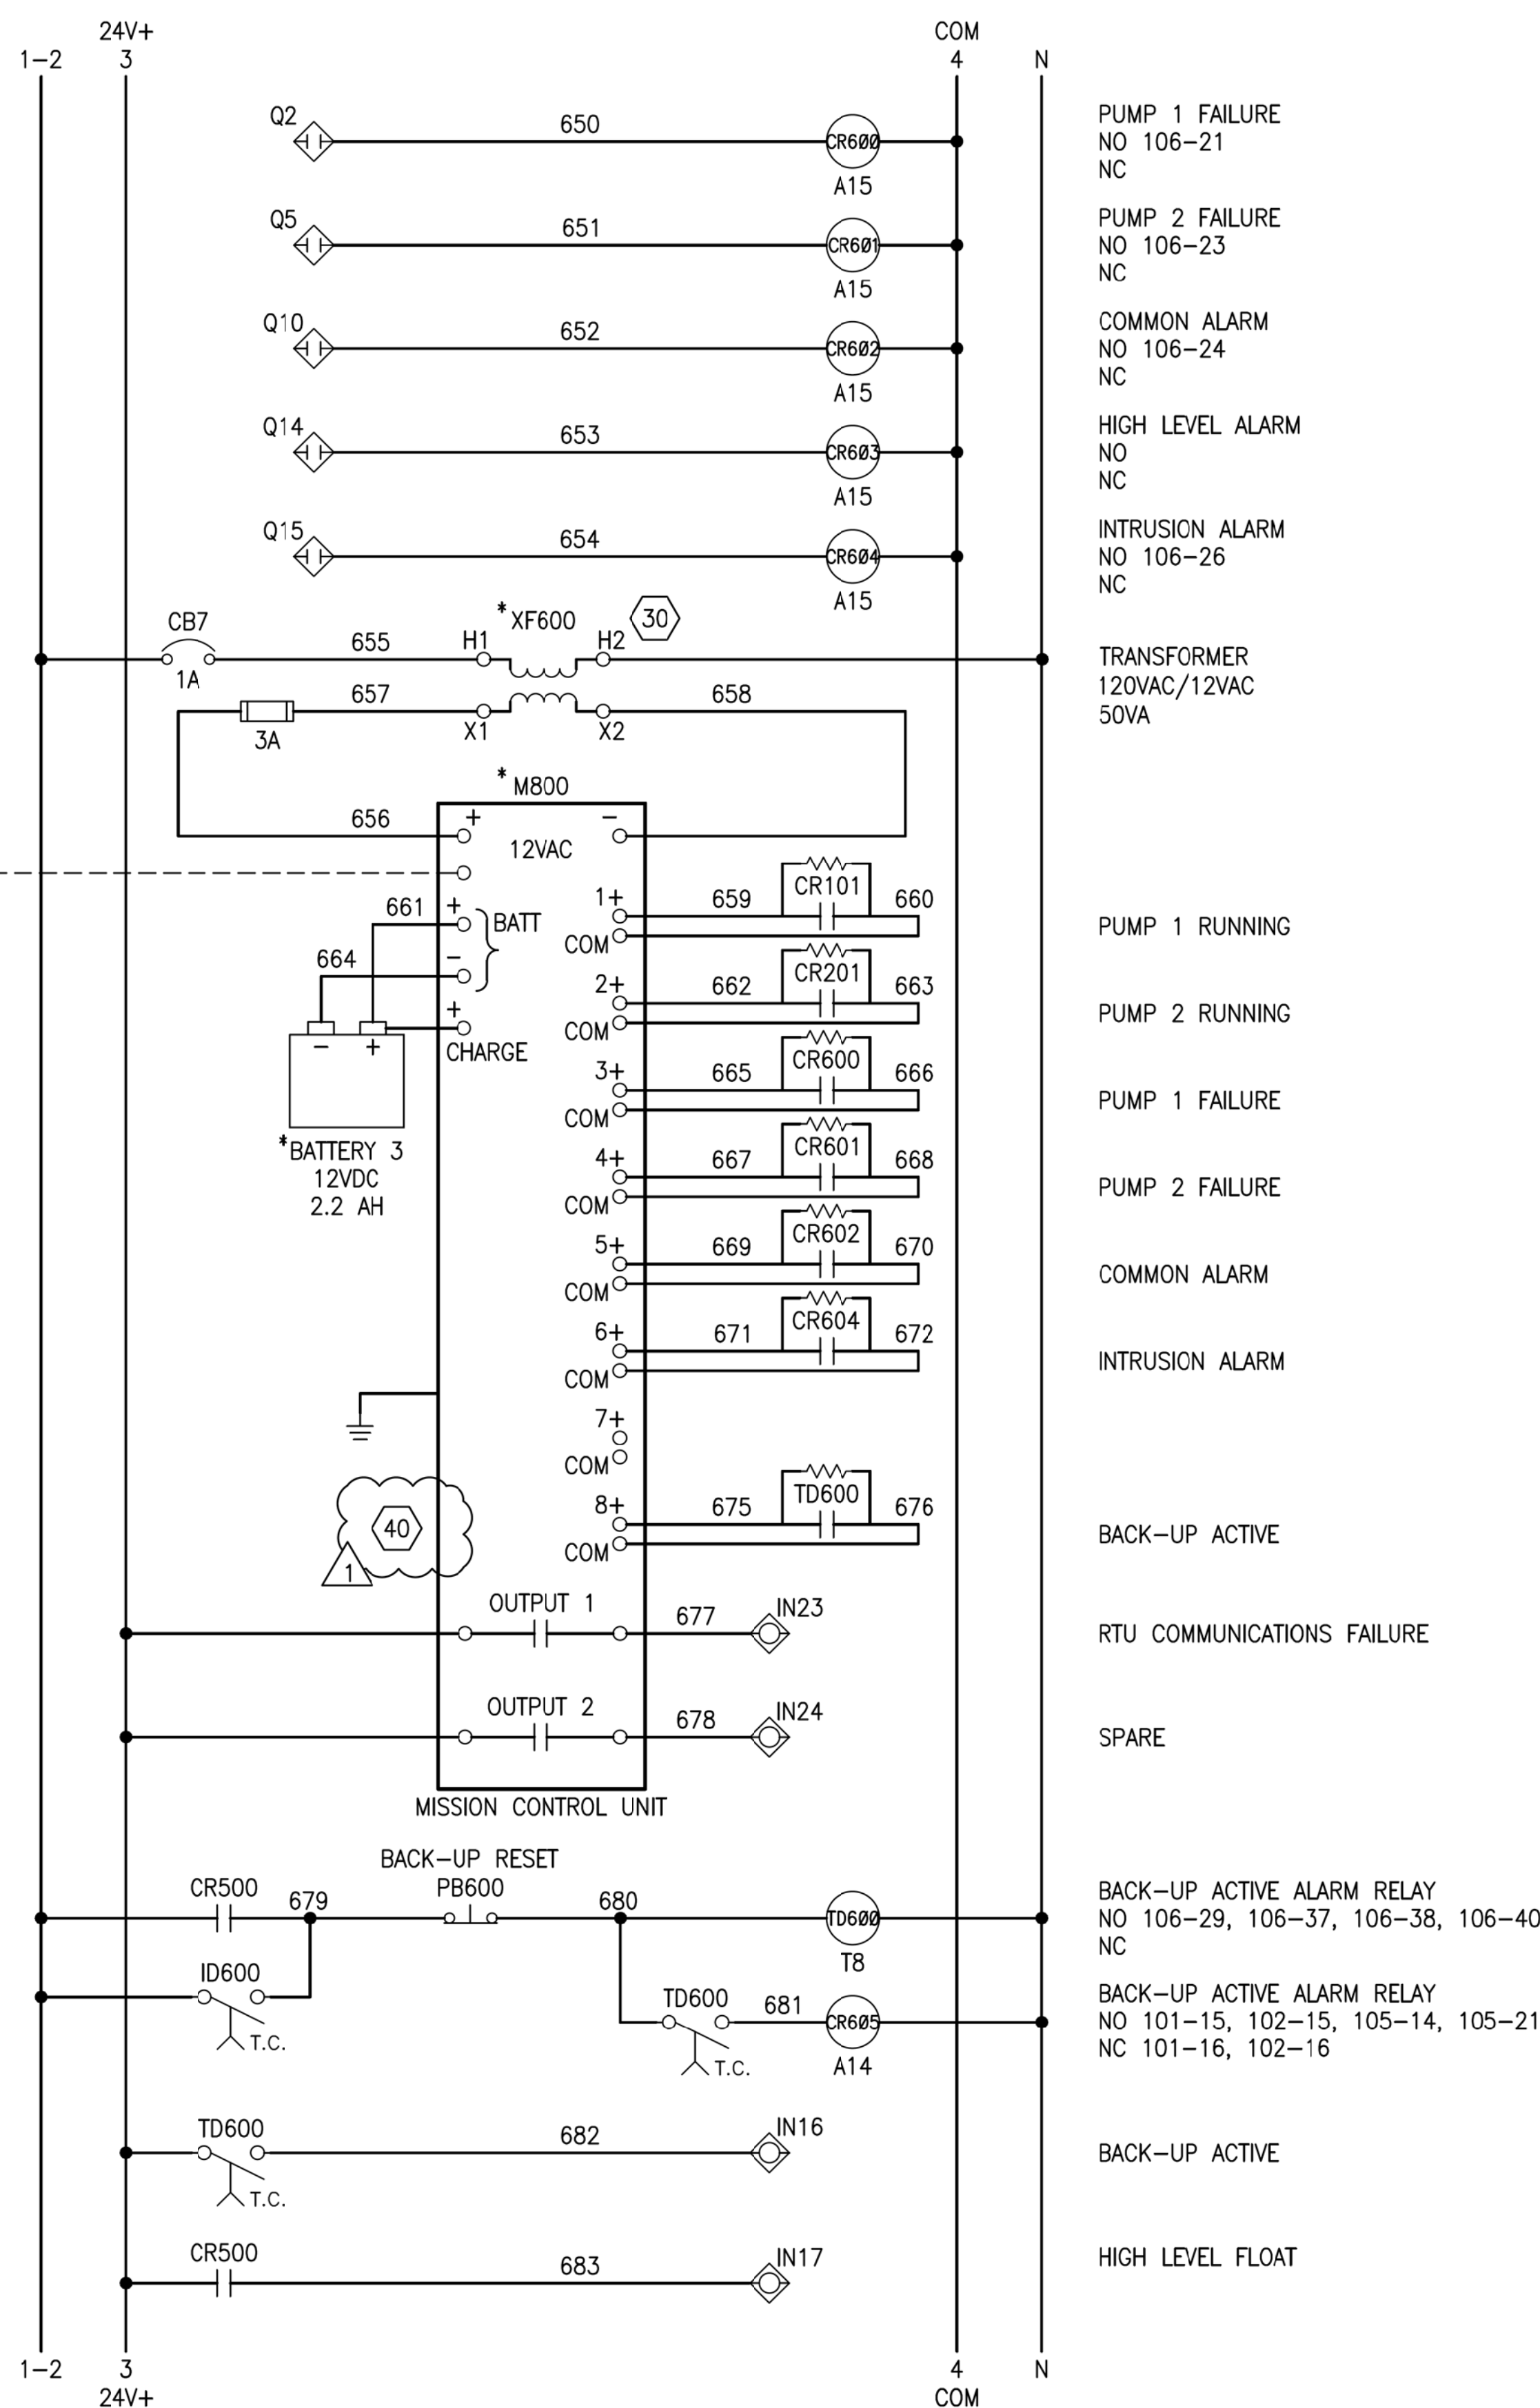 24V+
COM
1-2
3
4
N
Q2
650
CR600
A15
PUMP 1 FAILURE
NO 106-21
NC
Q5
651
CR601
A15
PUMP 2 FAILURE
NO 106-23
NC
Q10
652
CR602
A15
COMMON ALARM
NO 106-24
NC
Q14
653
CR603
A15
HIGH LEVEL ALARM
NO
NC
Q15
654
CR604
A15
INTRUSION ALARM
NO 106-26
NC
CB7
1A
655
H1
* XF600
H2
30
TRANSFORMER
120VAC/12VAC
50VA
3A
657
X1
X2
658
* M800
656
+
-
12VAC
661
+
BATT
664
-
+
CHARGE
- +
*BATTERY 3
12VDC
2.2 AH
1+
659
CR101
660
COM
PUMP 1 RUNNING
2+
662
CR201
663
COM
PUMP 2 RUNNING
3+
665
CR600
666
COM
PUMP 1 FAILURE
4+
667
CR601
668
COM
PUMP 2 FAILURE
5+
669
CR602
670
COM
COMMON ALARM
6+
671
CR604
672
COM
INTRUSION ALARM
7+
COM
40
1
8+
675
TD600
676
COM
BACK-UP ACTIVE
OUTPUT 1
677
IN23
RTU COMMUNICATIONS FAILURE
OUTPUT 2
678
IN24
SPARE
MISSION CONTROL UNIT
BACK-UP RESET
CR500
679
PB600
680
TD600
T8
BACK-UP ACTIVE ALARM RELAY
NO 106-29, 106-37, 106-38, 106-40
NC
ID600
T.C.
TD600
T.C.
681
CR605
A14
BACK-UP ACTIVE ALARM RELAY
NO 101-15, 102-15, 105-14, 105-21
NC 101-16, 102-16
TD600
T.C.
682
IN16
BACK-UP ACTIVE
CR500
683
IN17
HIGH LEVEL FLOAT
1-2
3
4
N
24V+
COM